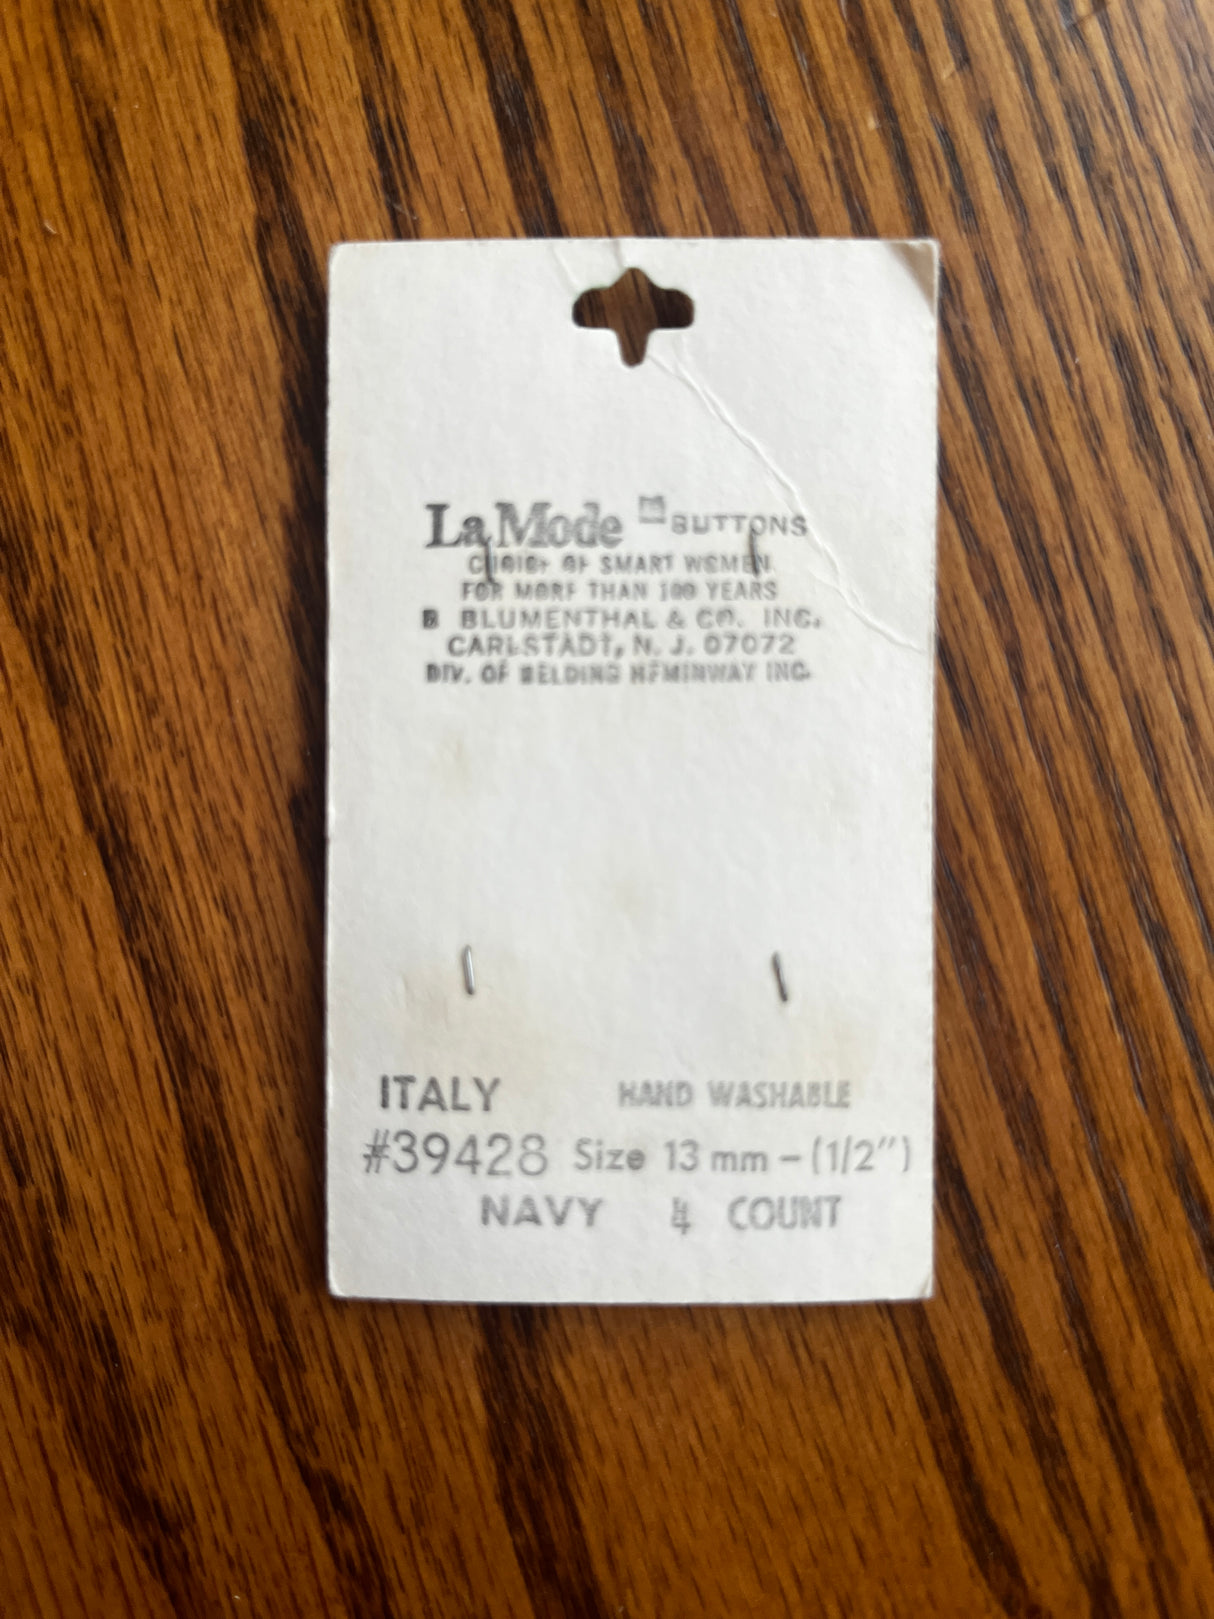 La Mode BUTTONS
CHOICE OF SMART WOMEN
FOR MORE THAN 100 YEARS
B BLUMENTHAL & CO. INC.
CARLSTADT, N. J. 07072
DIV. OF BELDING HEMINWAY INC.
ITALY HAND WASHABLE
#39428 Size 13 mm – (1/2")
NAVY 4 COUNT